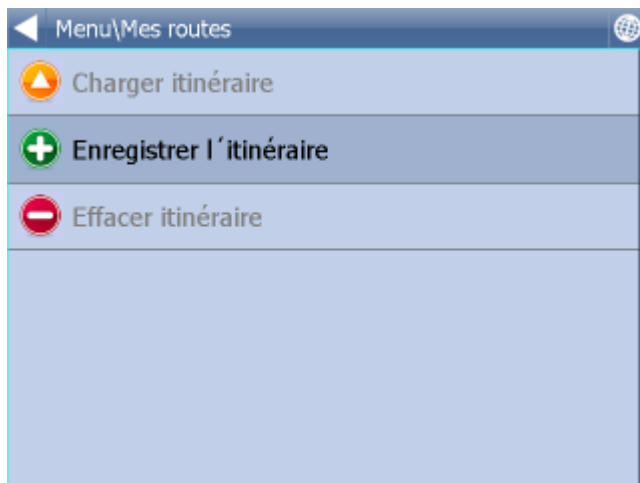 Menu\Mes routes
Charger itinéraire
Enregistrer l´itinéraire
Effacer itinéraire